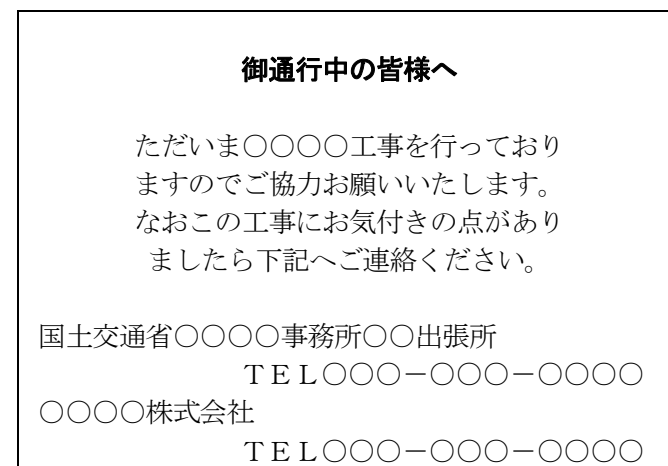 御通行中の皆様へ
ただいま○○○○工事を行っており
ますのでご協力お願いいたします。
なおこの工事にお気付きの点があり
ましたら下記へご連絡ください。
国土交通省○○○○事務所○○出張所
ＴＥＬ○○○－○○○－○○○○
○○○○株式会社
ＴＥＬ○○○－○○○－○○○○